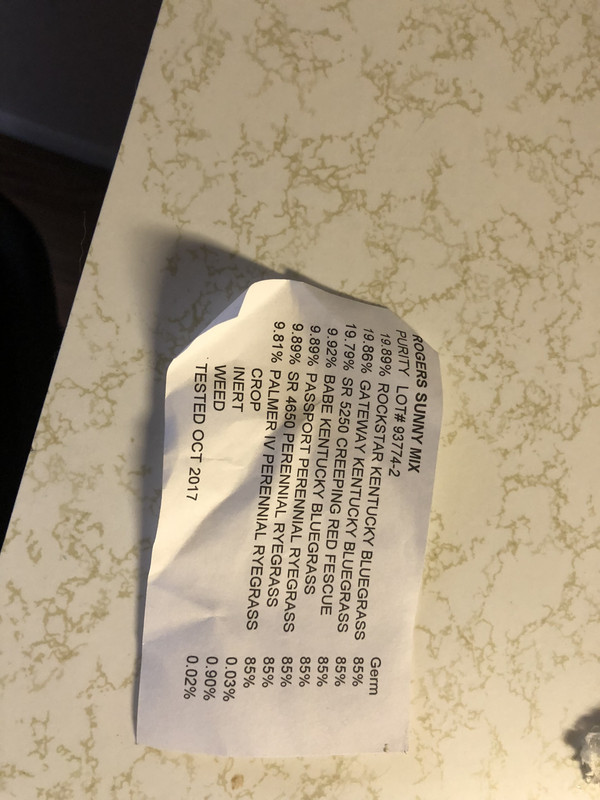 ROGERS SUNNY MIX
PURITY LOT# 93774-2 Germ
19.89% ROCKSTAR KENTUCKY BLUEGRASS 85%
19.86% GATEWAY KENTUCKY BLUEGRASS 85%
19.79% SR 5250 CREEPING RED FESCUE 85%
9.92% BABE KENTUCKY BLUEGRASS 85%
9.89% PASSPORT PERENNIAL RYEGRASS 85%
9.89% SR 4650 PERENNIAL RYEGRASS 85%
9.81% PALMER IV PERENNIAL RYEGRASS 85%
CROP 0.03%
INERT 0.90%
WEED 0.02%
TESTED OCT 2017